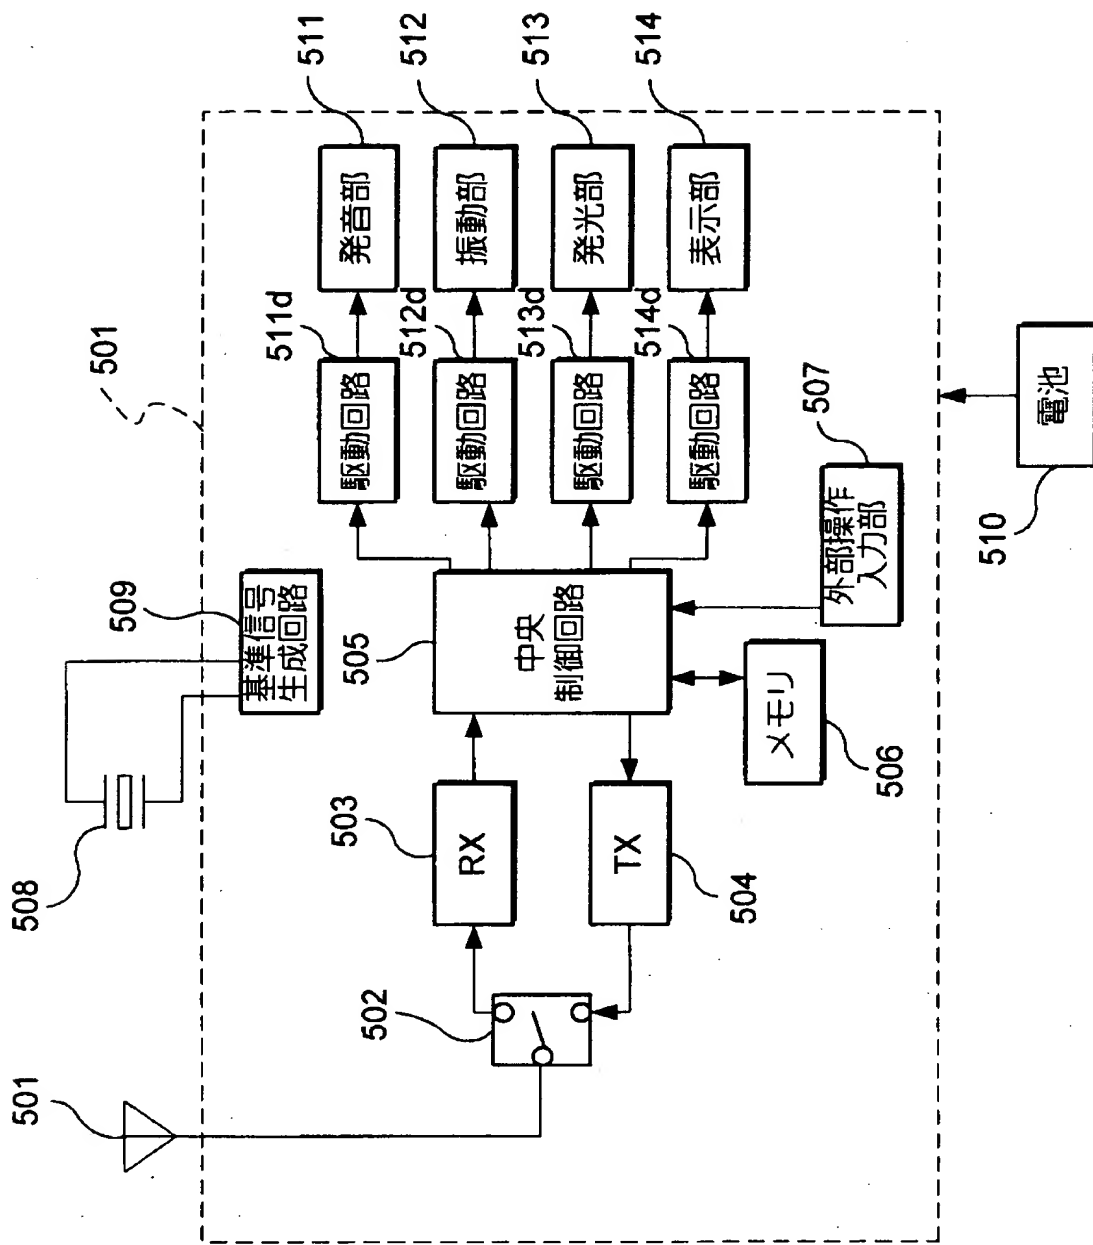 501
508
509
基準信号
生成回路
501
502
503
RX
504
TX
505
中央
制御回路
506
メモリ
507
外部操作
入力部
511d
駆動回路
512d
駆動回路
513d
駆動回路
514d
駆動回路
511
発音部
512
振動部
513
発光部
514
表示部
510
電池